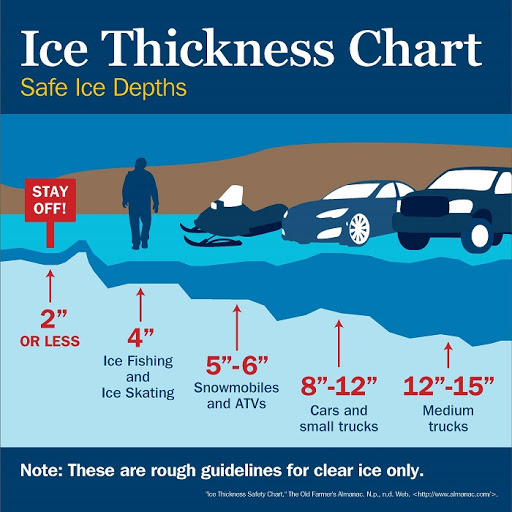 Ice Thickness Chart
Safe Ice Depths
STAY
OFF!
2”
OR LESS
4”
Ice Fishing
and
Ice Skating
5”-6”
Snowmobiles
and ATVs
8”-12”
Cars and
small trucks
12”-15”
Medium
trucks
Note: These are rough guidelines for clear ice only.
"Ice Thickness Safety Chart," The Old Farmer's Almanac. N.p., n.d. Web. <http://www.almanac.com/>.